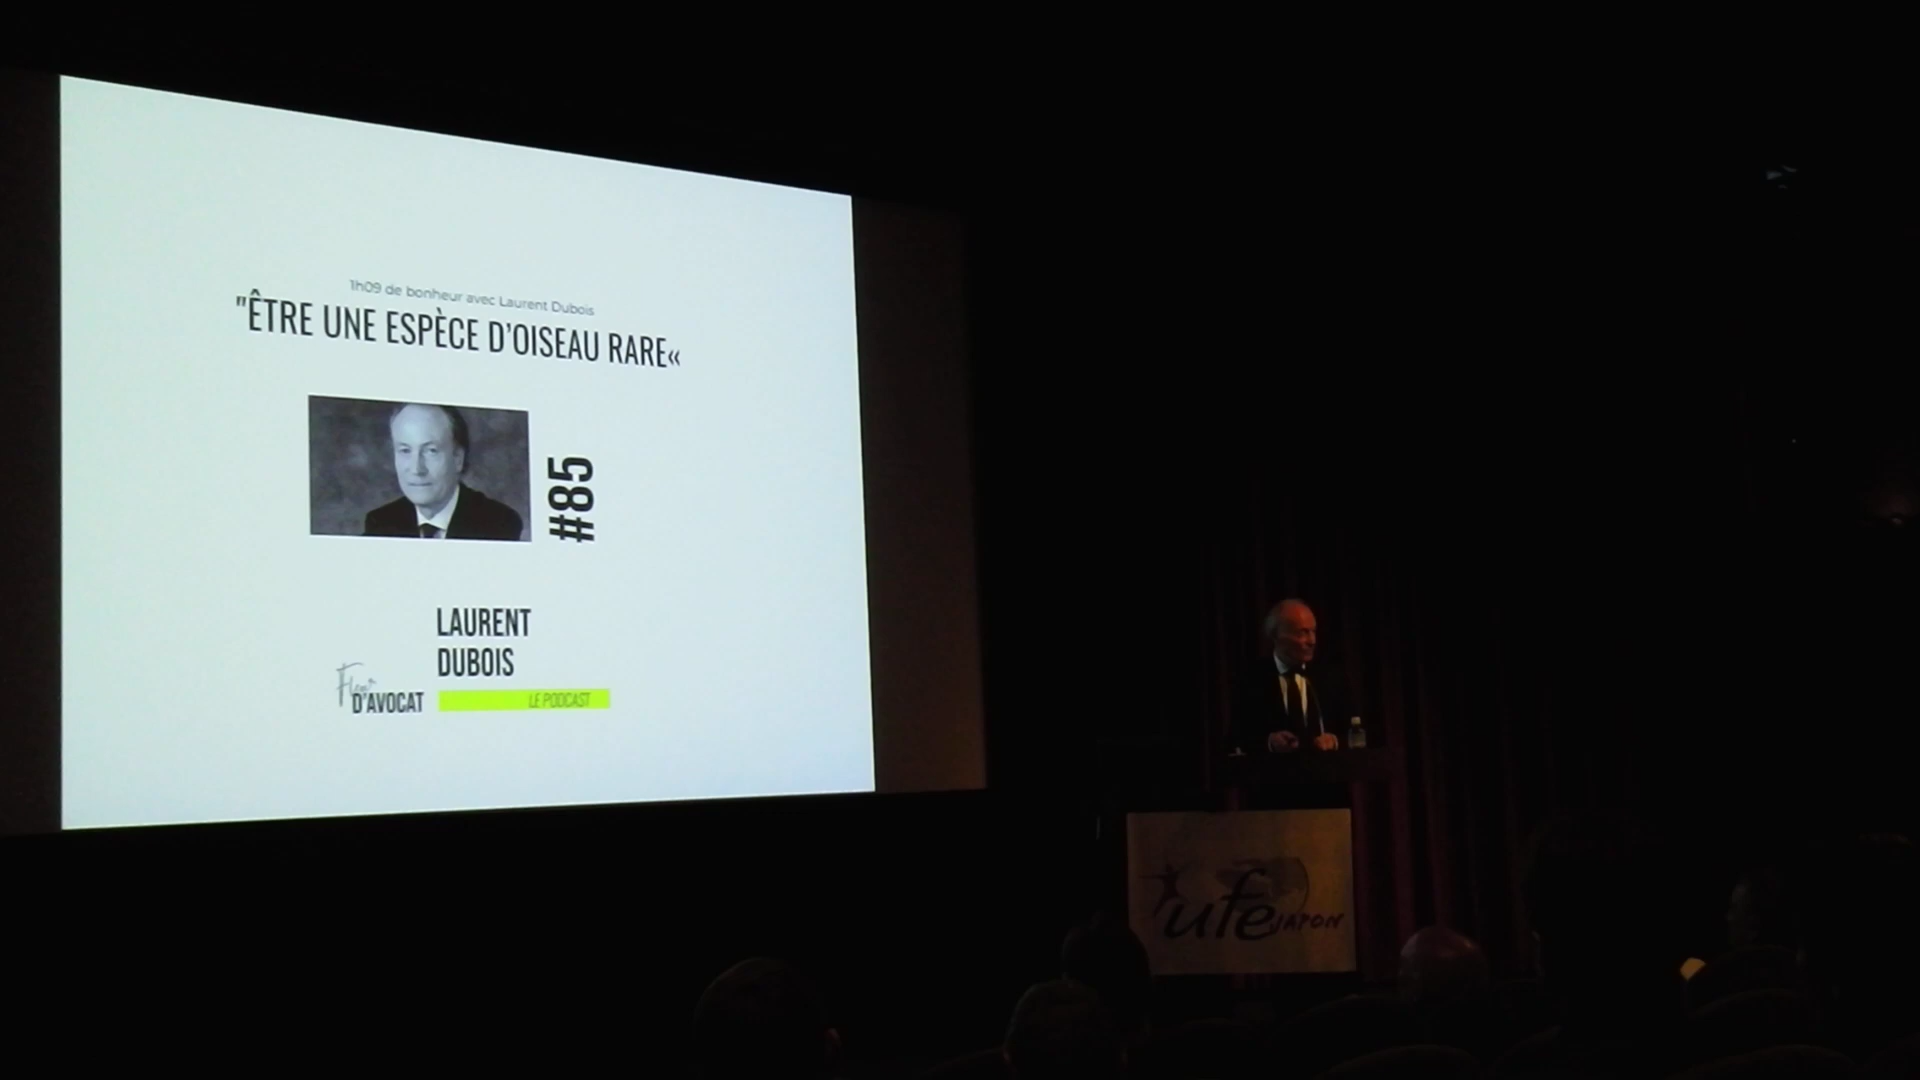 1h09 de bonheur avec Laurent Dubois
"ÊTRE UNE ESPÈCE D'OISEAU RARE«
#85
LAURENT
DUBOIS
Fleur
D'AVOCAT
LE PODCAST
ufe JAPON